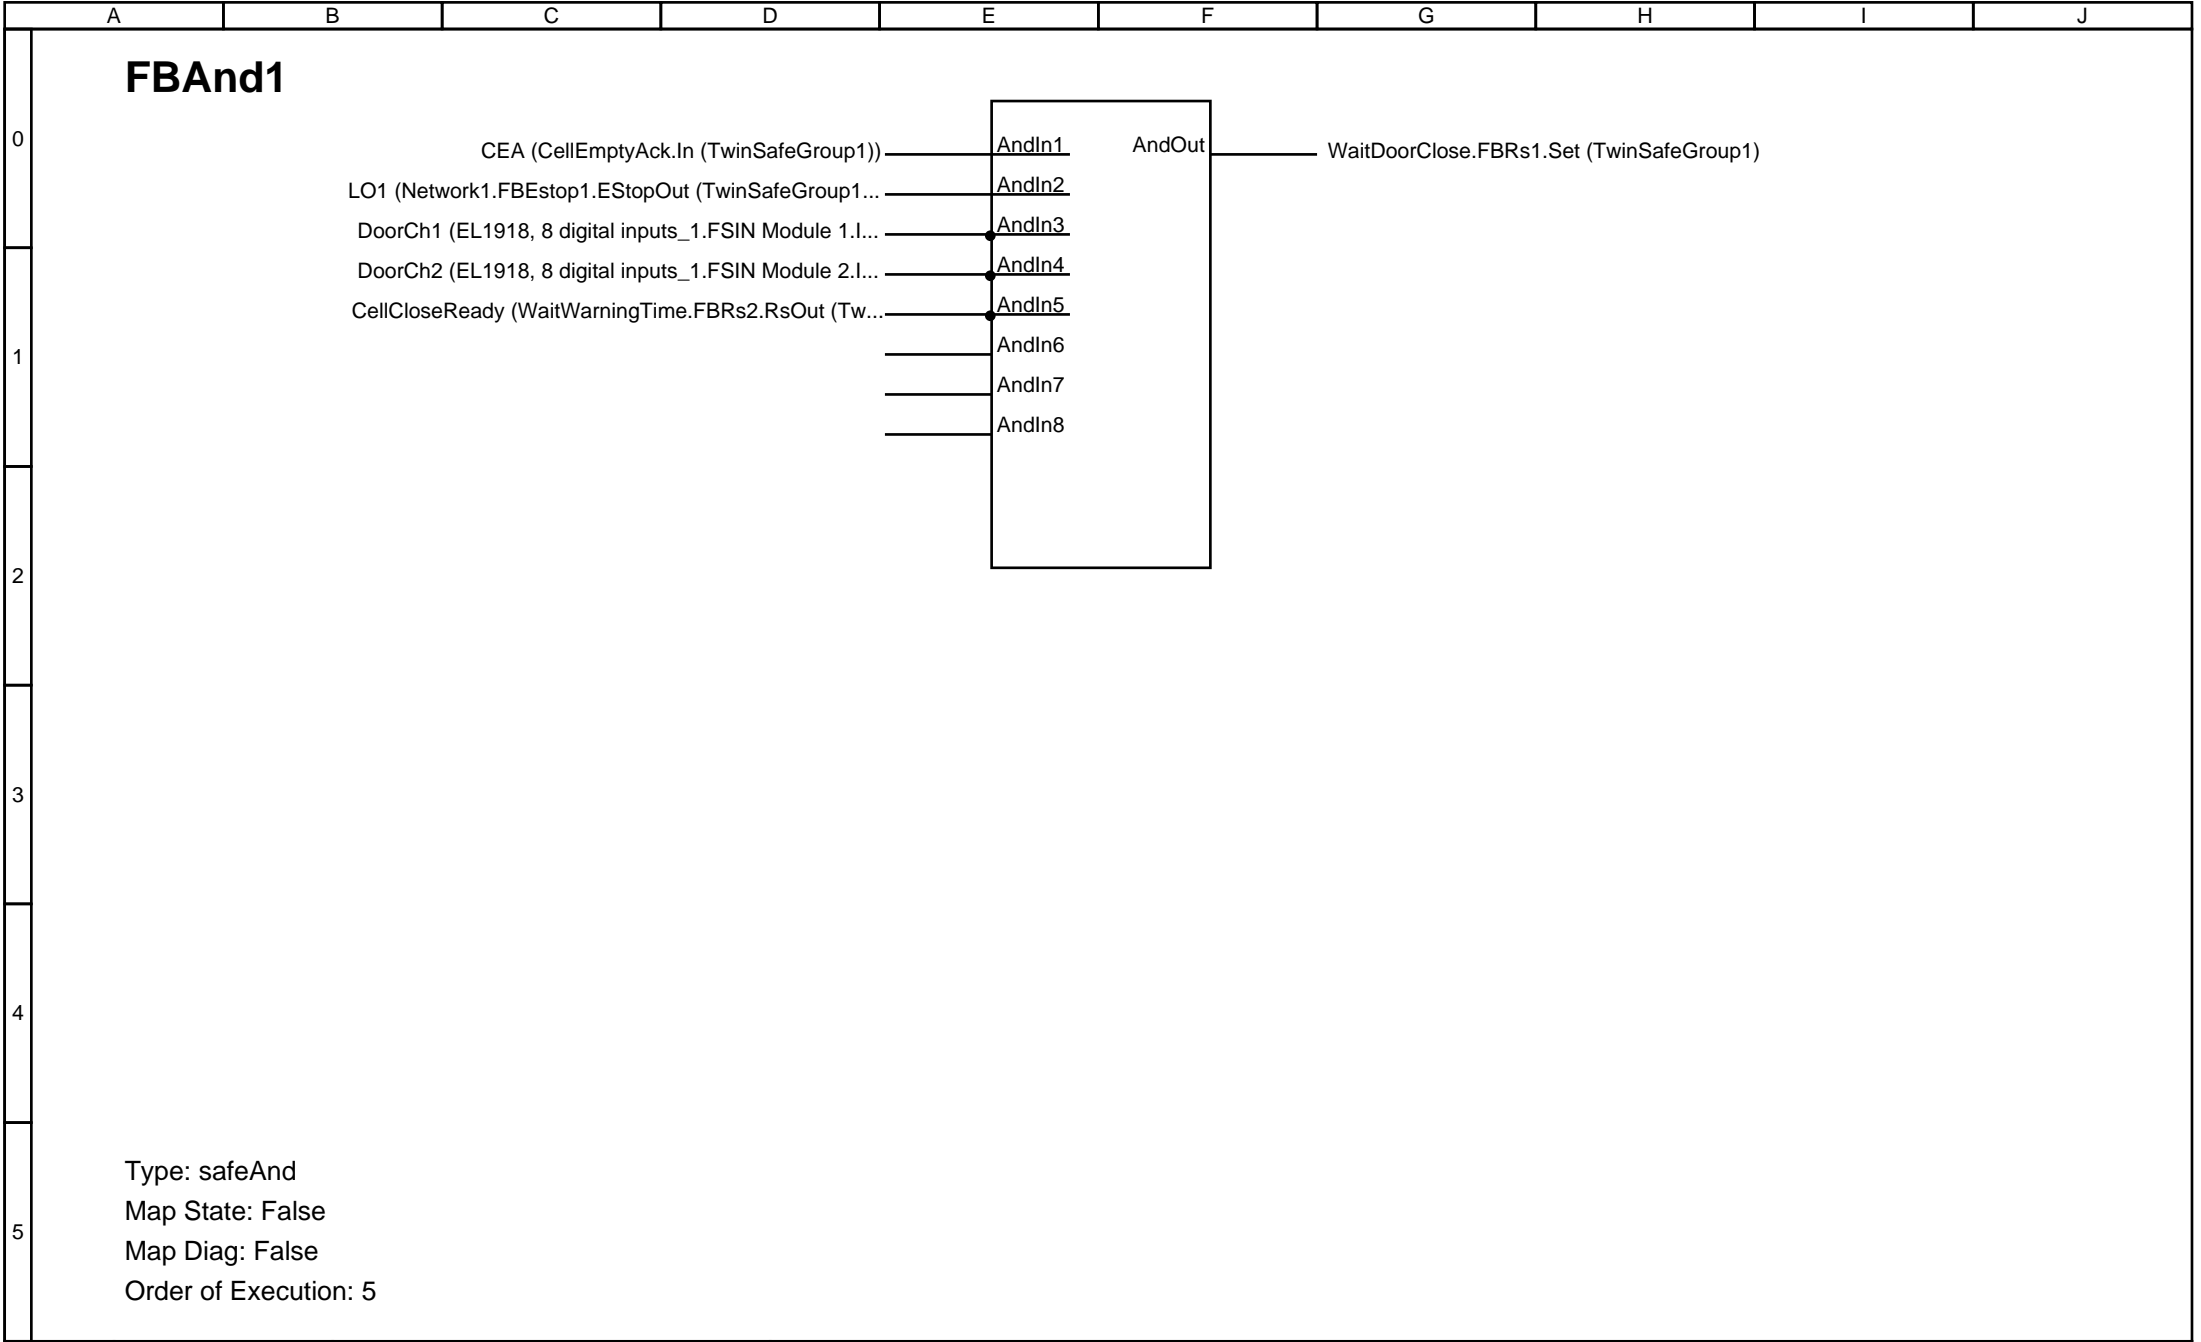 A B C D E F G H I J
FBAnd1
0
CEA (CellEmptyAck.In (TwinSafeGroup1)) AndIn1 AndOut WaitDoorClose.FBRs1.Set (TwinSafeGroup1)
LO1 (Network1.FBEstop1.EStopOut (TwinSafeGroup1... AndIn2
DoorCh1 (EL1918, 8 digital inputs_1.FSIN Module 1.I... AndIn3
DoorCh2 (EL1918, 8 digital inputs_1.FSIN Module 2.I... AndIn4
CellCloseReady (WaitWarningTime.FBRs2.RsOut (Tw... AndIn5
1 AndIn6
AndIn7
AndIn8
2
3
4
Type: safeAnd
Map State: False
5
Map Diag: False
Order of Execution: 5